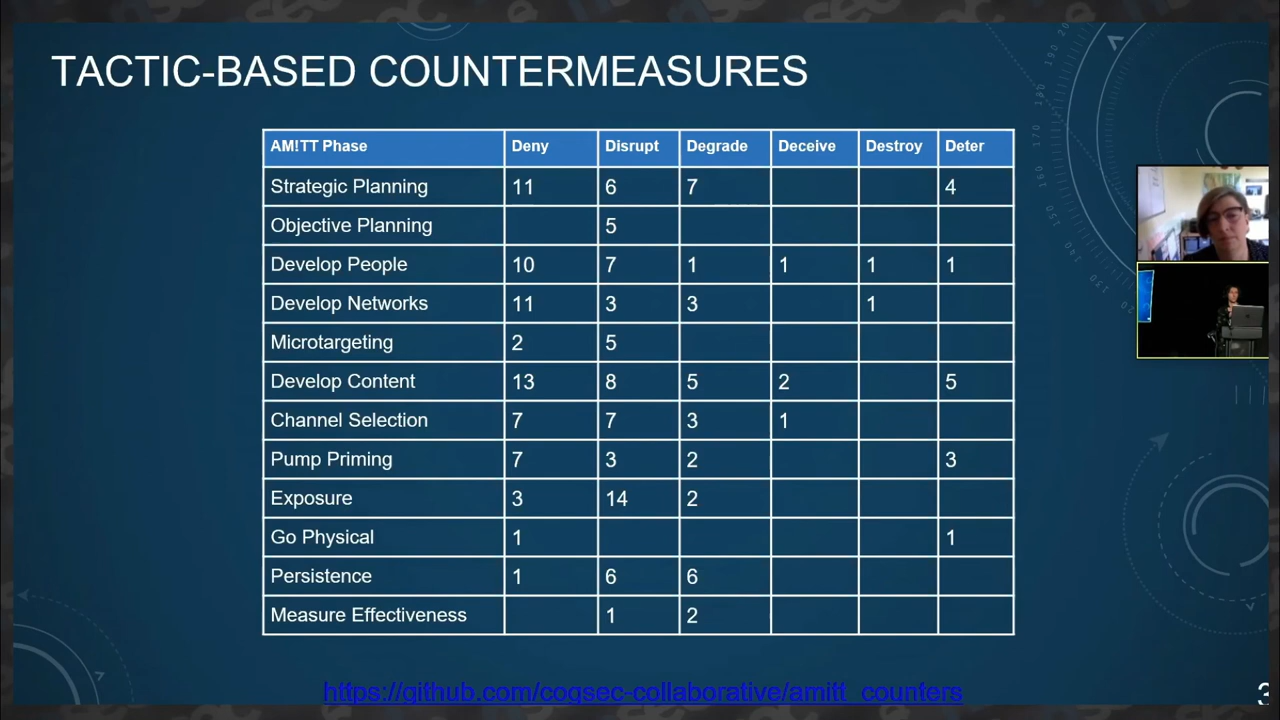 TACTIC-BASED COUNTERMEASURES
AM!TT Phase Deny Disrupt Degrade Deceive Destroy Deter
Strategic Planning 11 6 7 4
Objective Planning 5
Develop People 10 7 1 1 1 1
Develop Networks 11 3 3 1
Microtargeting 2 5
Develop Content 13 8 5 2 5
Channel Selection 7 7 3 1
Pump Priming 7 3 2 3
Exposure 3 14 2
Go Physical 1 1
Persistence 1 6 6
Measure Effectiveness 1 2
https://github.com/cogsec-collaborative/amitt_counters